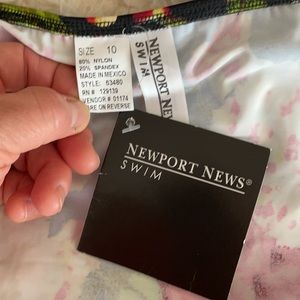 SIZE 10
80% NYLON
20% SPANDEX
MADE IN MEXICO
STYLE: 63480
RN # 129139
VENDOR # 01174
CARE ON REVERSE
NEWPORT NEWS
SWIM
NEWPORT NEWS®
SWIM